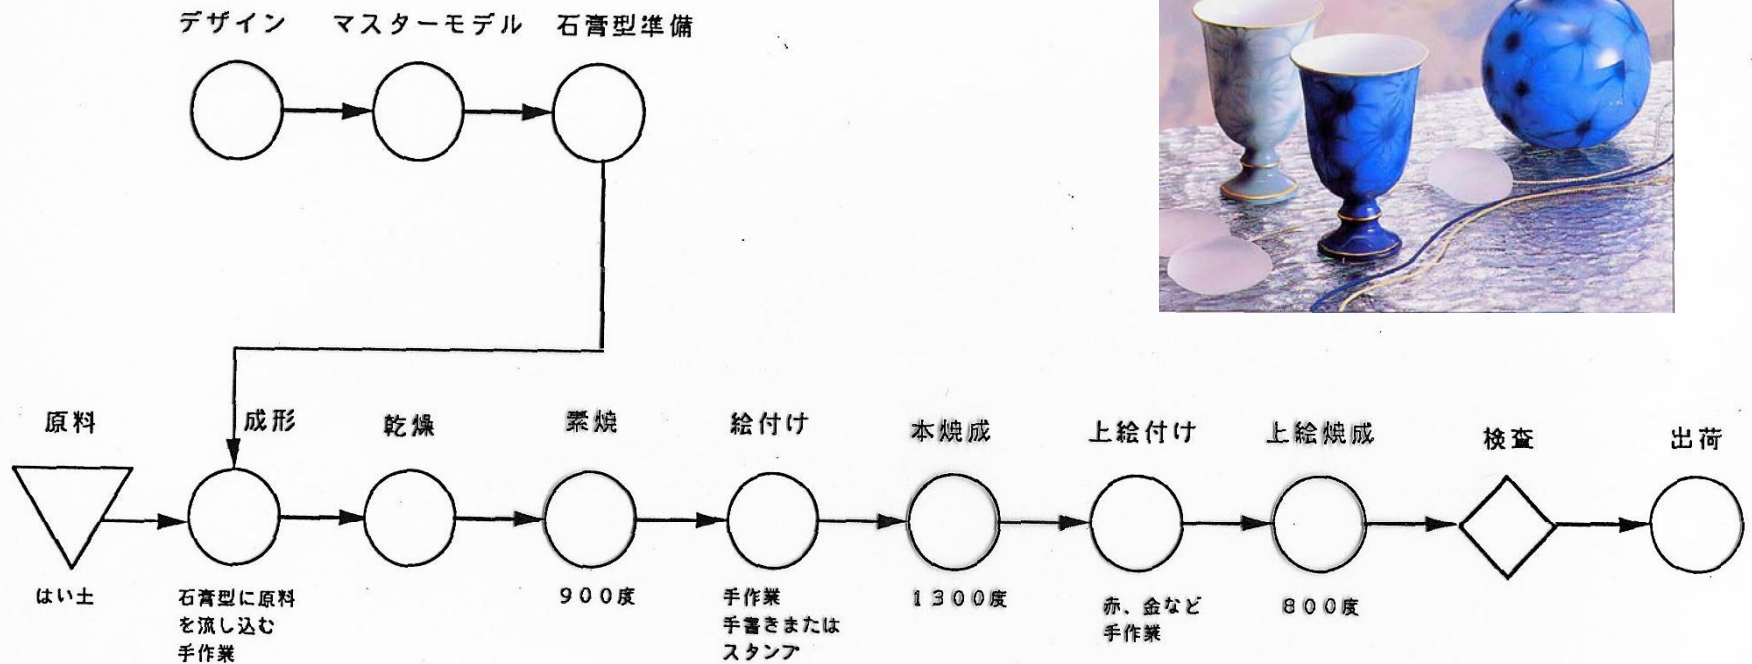 デザイン マスターモデル 石膏型準備
原料 成形 乾燥 素焼 絵付け 本焼成 上絵付け 上絵焼成 検査 出荷
はい土
石膏型に原料
を流し込む
手作業
900度
手作業
手書きまたは
スタンプ
1300度
赤、金など
手作業
800度